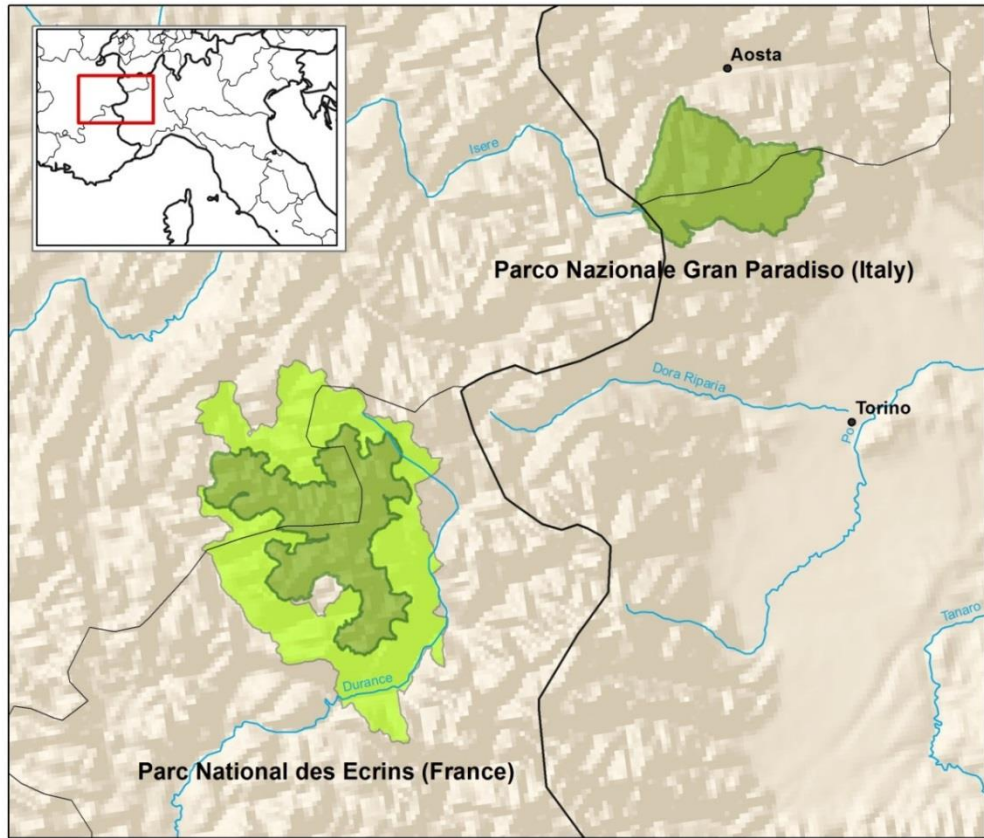 Aosta
Isere
Parco Nazionale Gran Paradiso (Italy)
Dora Riparia
Torino
Po
Tanaro
Durance
Parc National des Ecrins (France)